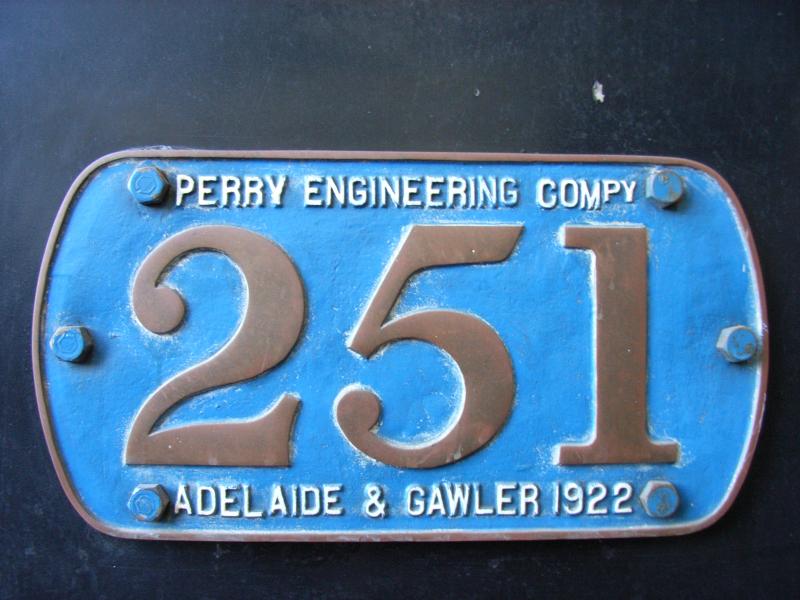 PERRY ENGINEERING COMPY
251
ADELAIDE & GAWLER 1922